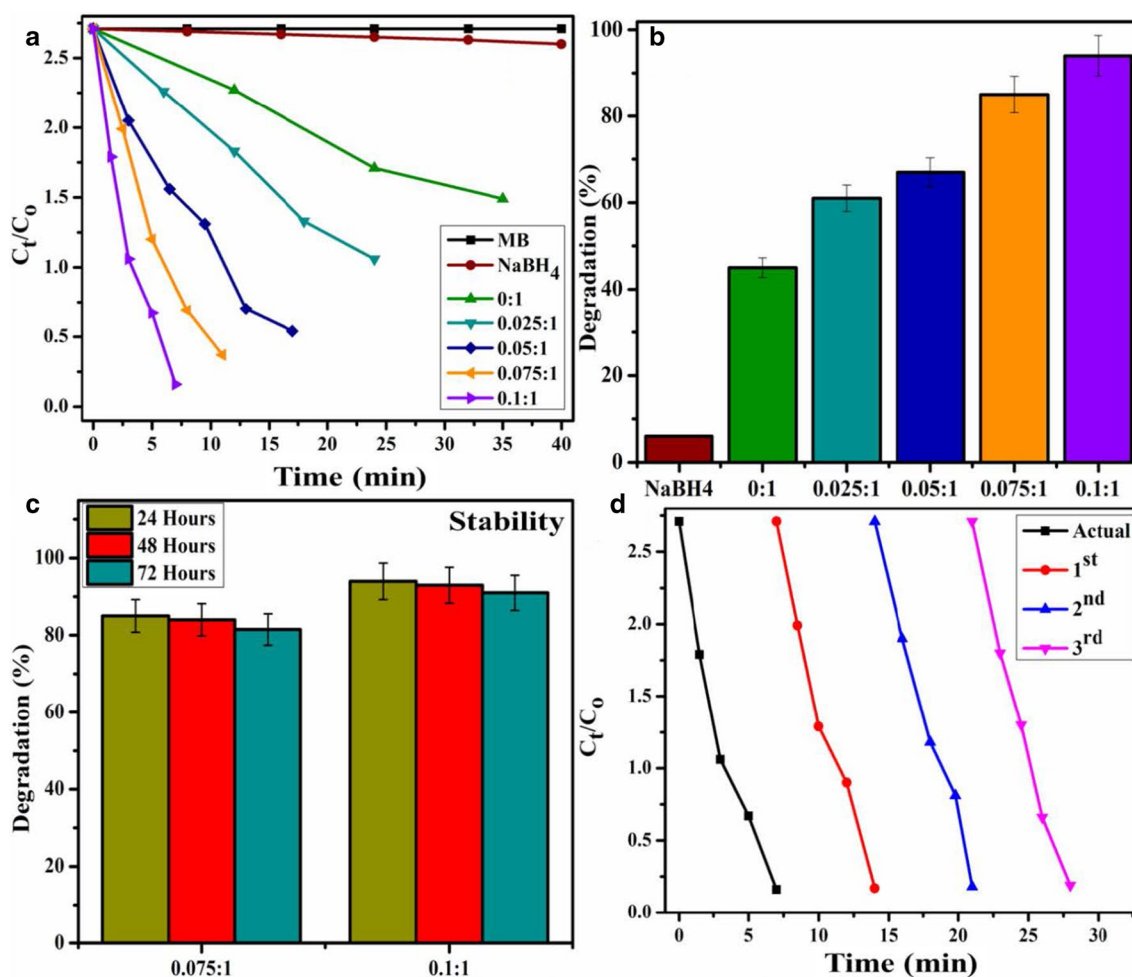 a
2.5
2.0
1.5
1.0
0.5
0.0
Ct/Co
0 5 10 15 20 25 30 35 40
Time (min)
MB
NaBH4
0:1
0.025:1
0.05:1
0.075:1
0.1:1
b
100
80
60
40
20
0
Degradation (%)
NaBH4 0:1 0.025:1 0.05:1 0.075:1 0.1:1
c
24 Hours
48 Hours
72 Hours
Stability
100
80
60
40
20
0
Degradation (%)
0.075:1 0.1:1
d
2.5
2.0
1.5
1.0
0.5
0.0
Ct/Co
0 5 10 15 20 25 30
Time (min)
Actual
1st
2nd
3rd